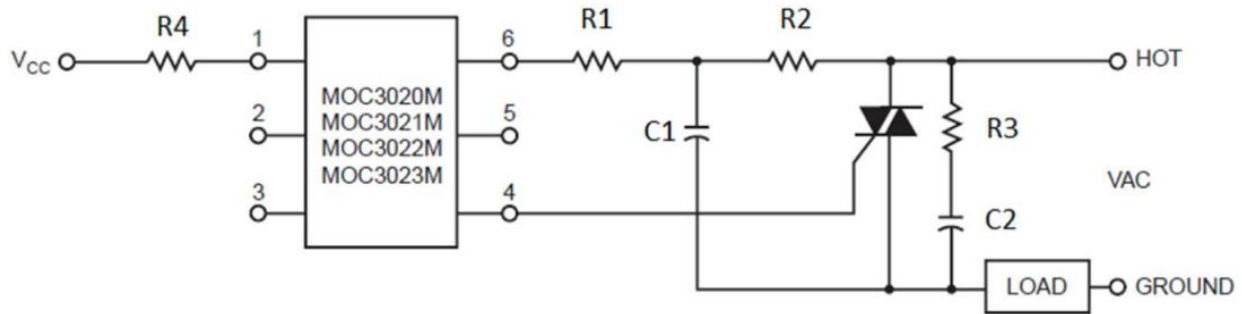 R4
R1
R2
VCC
1
6
HOT
MOC3020M
MOC3021M
MOC3022M
MOC3023M
2
5
C1
R3
VAC
3
4
C2
LOAD
GROUND